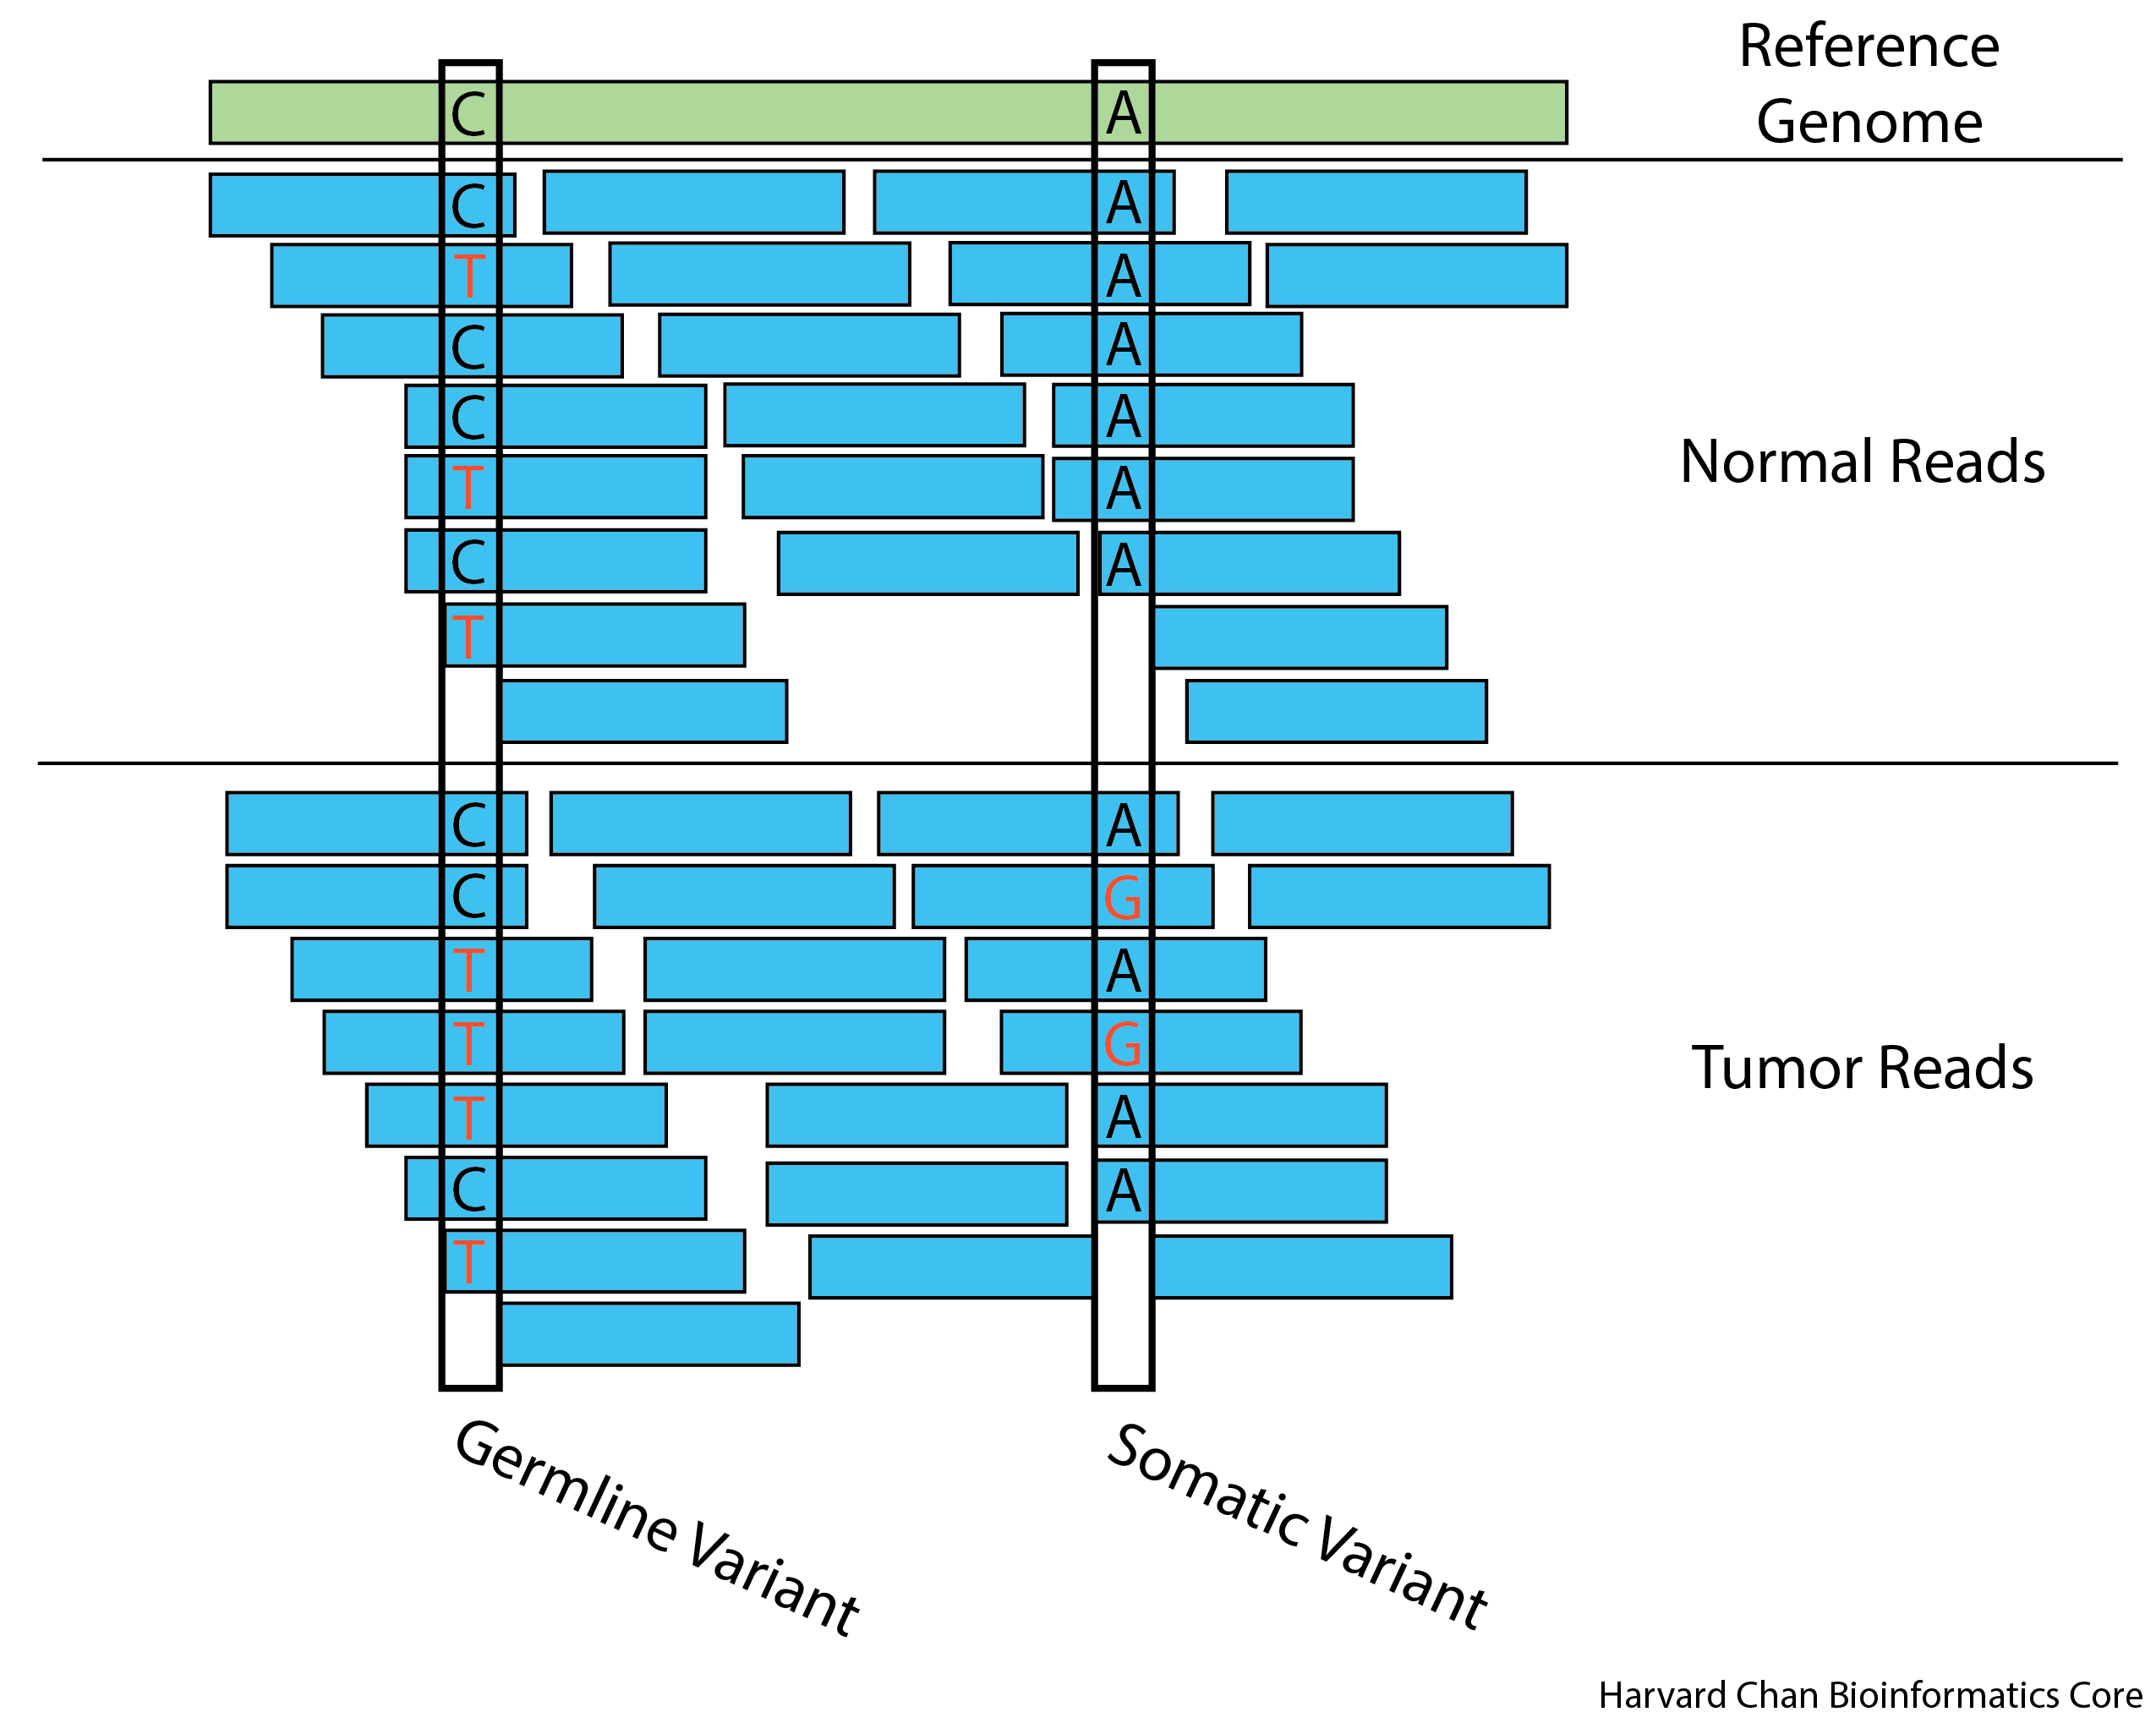 Reference
Genome
C A
C A
T A
C A
C A
T A
C A
T
Normal Reads
C A
C G
T A
T G
T A
C A
T
Tumor Reads
Germline Variant
Somatic Variant
Harvard Chan Bioinformatics Core